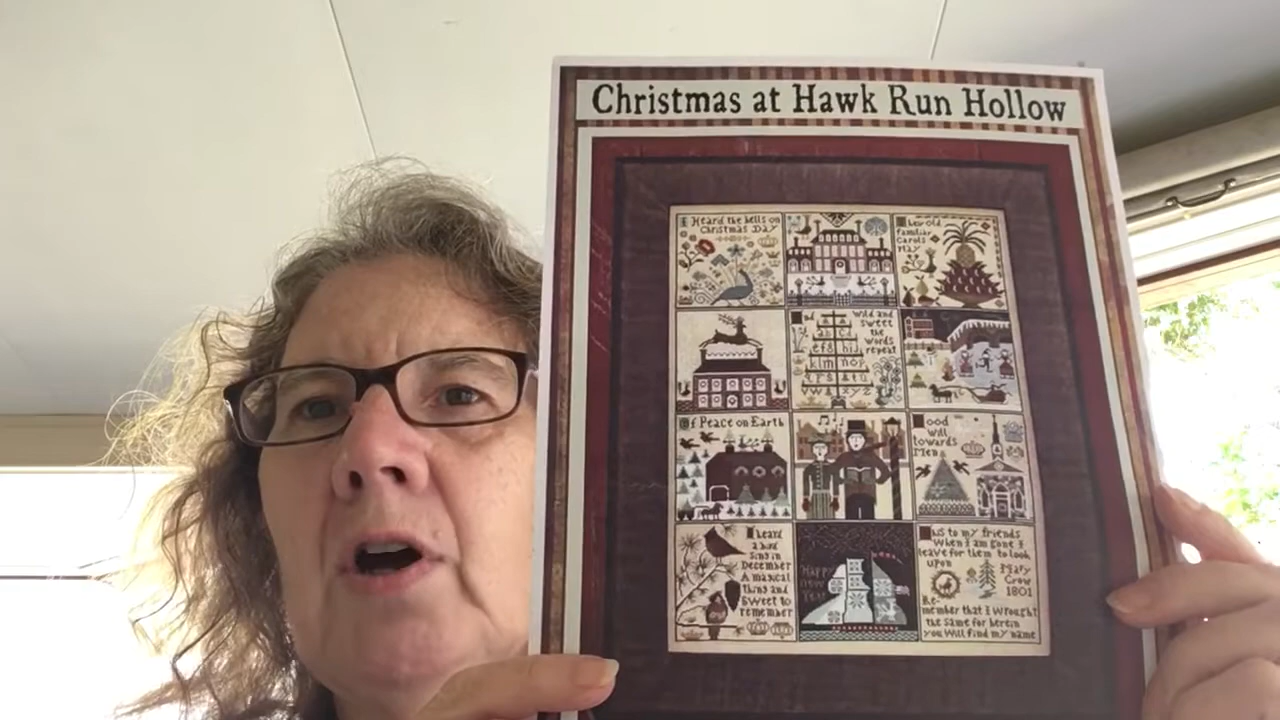 Christmas at Hawk Run Hollow
I Heard the bells on
Christmas Day
Their old
familiar
Carols
Play
And
wild and
sweet
the
words
repeat
a b c d
e f g h i j
k l m n o p
q r s t u
v w x y z
Of Peace on Earth
Good
will
towards
Men
I heard
a bird
sing in
December
A magical
thing and
sweet to
remember
Happy
new
Year
This to my friends
When I am gone I
leave for them to look
upon
Mary
Crow
1801
Re-
member that I wrought
the same for herein
you will find my name